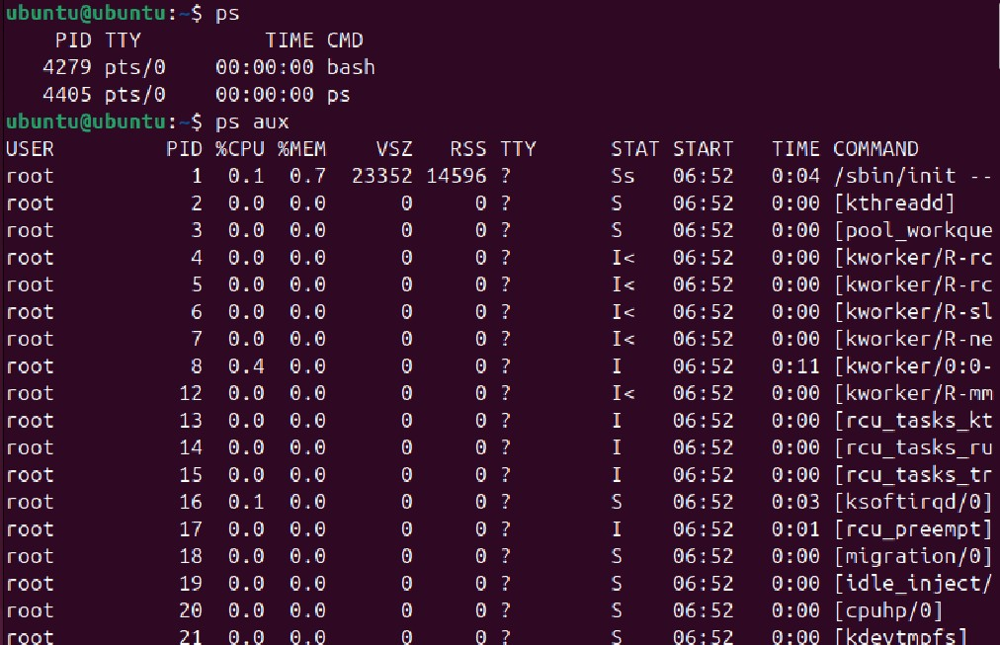 ubuntu@ubuntu:~$ ps
    PID TTY          TIME CMD
   4279 pts/0    00:00:00 bash
   4405 pts/0    00:00:00 ps
ubuntu@ubuntu:~$ ps aux
USER         PID %CPU %MEM    VSZ   RSS TTY      STAT START   TIME COMMAND
root           1  0.1  0.7  23352 14596 ?        Ss   06:52   0:04 /sbin/init --
root           2  0.0  0.0      0     0 ?        S    06:52   0:00 [kthreadd]
root           3  0.0  0.0      0     0 ?        S    06:52   0:00 [pool_workque
root           4  0.0  0.0      0     0 ?        I<   06:52   0:00 [kworker/R-rc
root           5  0.0  0.0      0     0 ?        I<   06:52   0:00 [kworker/R-rc
root           6  0.0  0.0      0     0 ?        I<   06:52   0:00 [kworker/R-sl
root           7  0.0  0.0      0     0 ?        I<   06:52   0:00 [kworker/R-ne
root           8  0.4  0.0      0     0 ?        I    06:52   0:11 [kworker/0:0-
root          12  0.0  0.0      0     0 ?        I<   06:52   0:00 [kworker/R-mm
root          13  0.0  0.0      0     0 ?        I    06:52   0:00 [rcu_tasks_kt
root          14  0.0  0.0      0     0 ?        I    06:52   0:00 [rcu_tasks_ru
root          15  0.0  0.0      0     0 ?        I    06:52   0:00 [rcu_tasks_tr
root          16  0.1  0.0      0     0 ?        S    06:52   0:03 [ksoftirqd/0]
root          17  0.0  0.0      0     0 ?        I    06:52   0:01 [rcu_preempt]
root          18  0.0  0.0      0     0 ?        S    06:52   0:00 [migration/0]
root          19  0.0  0.0      0     0 ?        S    06:52   0:00 [idle_inject/
root          20  0.0  0.0      0     0 ?        S    06:52   0:00 [cpuhp/0]
root          21  0.0  0.0      0     0 ?        S    06:52   0:00 [kdevtmpfs]